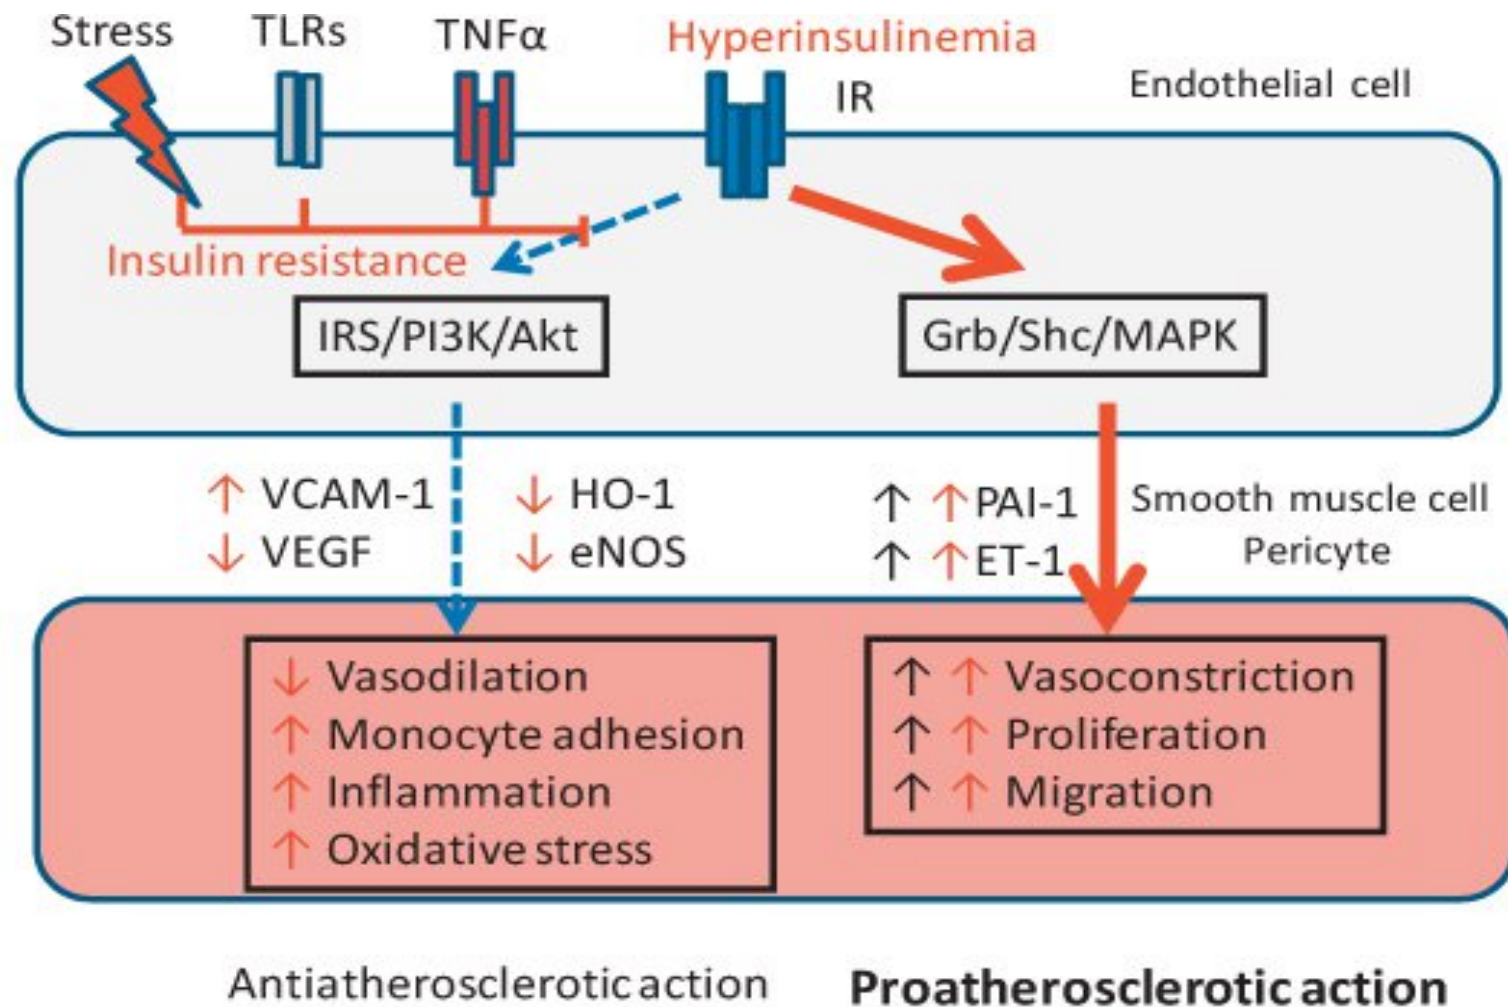 Stress TLRs TNFα Hyperinsulinemia
IR Endothelial cell
Insulin resistance
IRS/PI3K/Akt Grb/Shc/MAPK
↑ VCAM-1 ↓ HO-1
↓ VEGF ↓ eNOS
↑ ↑ PAI-1
↑ ↑ ET-1
Smooth muscle cell
Pericyte
↓ Vasodilation
↑ Monocyte adhesion
↑ Inflammation
↑ Oxidative stress
↑ ↑ Vasoconstriction
↑ ↑ Proliferation
↑ ↑ Migration
Antiatherosclerotic action Proatherosclerotic action